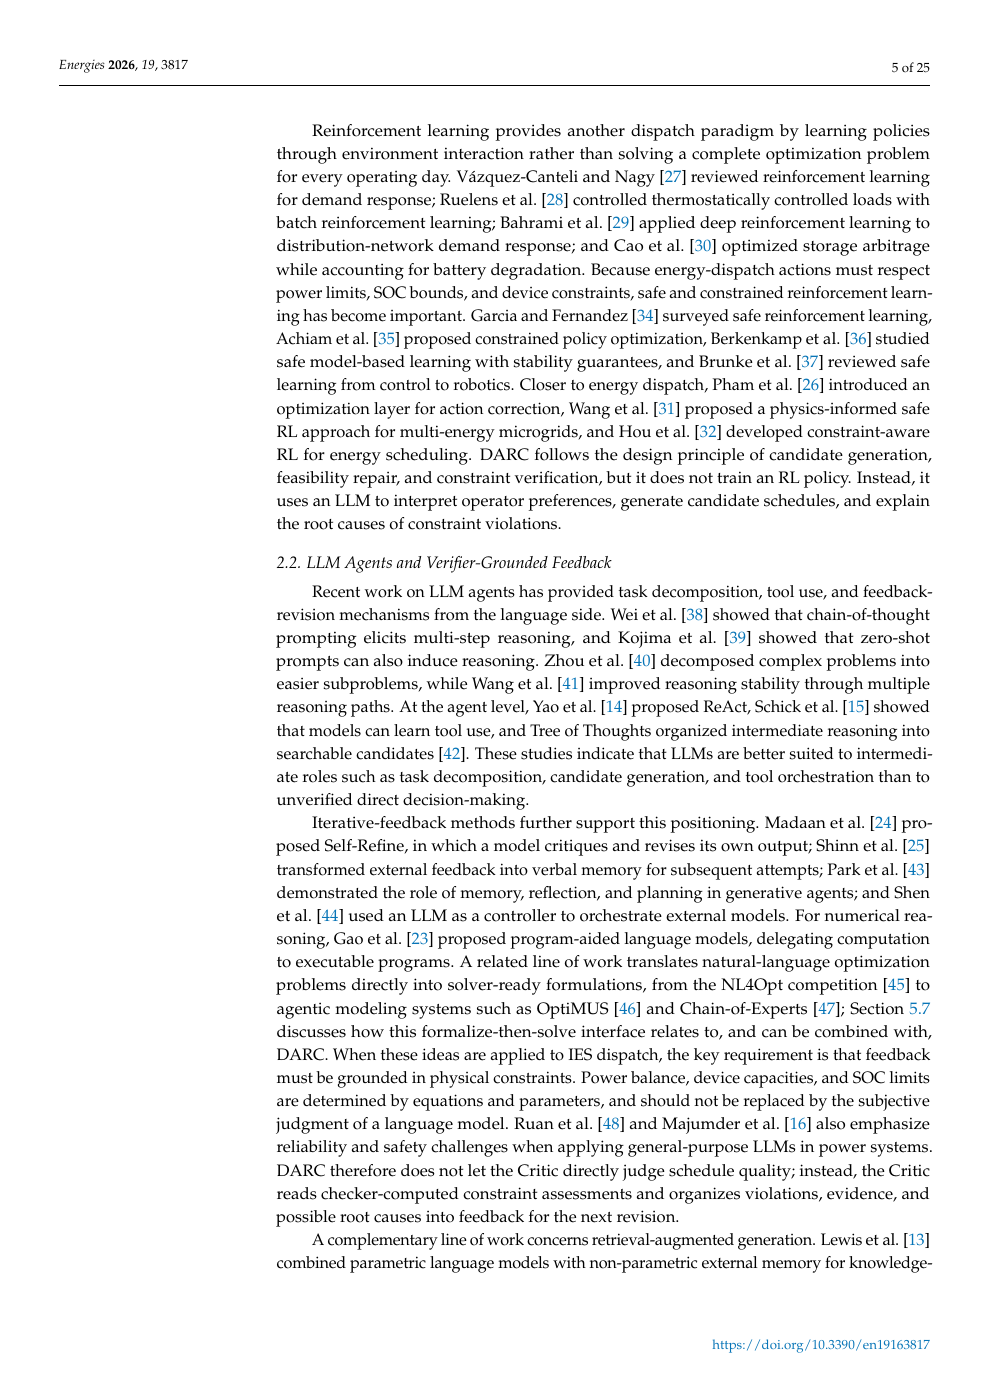 Energies 2026, 19, 3817
5 of 25
Reinforcement learning provides another dispatch paradigm by learning policies
through environment interaction rather than solving a complete optimization problem
for every operating day. Vázquez-Canteli and Nagy [27] reviewed reinforcement learning
for demand response; Ruelens et al. [28] controlled thermostatically controlled loads with
batch reinforcement learning; Bahrami et al. [29] applied deep reinforcement learning to
distribution-network demand response; and Cao et al. [30] optimized storage arbitrage
while accounting for battery degradation. Because energy-dispatch actions must respect
power limits, SOC bounds, and device constraints, safe and constrained reinforcement learn-
ing has become important. Garcia and Fernandez [34] surveyed safe reinforcement learning,
Achiam et al. [35] proposed constrained policy optimization, Berkenkamp et al. [36] studied
safe model-based learning with stability guarantees, and Brunke et al. [37] reviewed safe
learning from control to robotics. Closer to energy dispatch, Pham et al. [26] introduced an
optimization layer for action correction, Wang et al. [31] proposed a physics-informed safe
RL approach for multi-energy microgrids, and Hou et al. [32] developed constraint-aware
RL for energy scheduling. DARC follows the design principle of candidate generation,
feasibility repair, and constraint verification, but it does not train an RL policy. Instead, it
uses an LLM to interpret operator preferences, generate candidate schedules, and explain
the root causes of constraint violations.
2.2. LLM Agents and Verifier-Grounded Feedback
Recent work on LLM agents has provided task decomposition, tool use, and feedback-
revision mechanisms from the language side. Wei et al. [38] showed that chain-of-thought
prompting elicits multi-step reasoning, and Kojima et al. [39] showed that zero-shot
prompts can also induce reasoning. Zhou et al. [40] decomposed complex problems into
easier subproblems, while Wang et al. [41] improved reasoning stability through multiple
reasoning paths. At the agent level, Yao et al. [14] proposed ReAct, Schick et al. [15] showed
that models can learn tool use, and Tree of Thoughts organized intermediate reasoning into
searchable candidates [42]. These studies indicate that LLMs are better suited to intermedi-
ate roles such as task decomposition, candidate generation, and tool orchestration than to
unverified direct decision-making.
Iterative-feedback methods further support this positioning. Madaan et al. [24] pro-
posed Self-Refine, in which a model critiques and revises its own output; Shinn et al. [25]
transformed external feedback into verbal memory for subsequent attempts; Park et al. [43]
demonstrated the role of memory, reflection, and planning in generative agents; and Shen
et al. [44] used an LLM as a controller to orchestrate external models. For numerical rea-
soning, Gao et al. [23] proposed program-aided language models, delegating computation
to executable programs. A related line of work translates natural-language optimization
problems directly into solver-ready formulations, from the NL4Opt competition [45] to
agentic modeling systems such as OptiMUS [46] and Chain-of-Experts [47]; Section 5.7
discusses how this formalize-then-solve interface relates to, and can be combined with,
DARC. When these ideas are applied to IES dispatch, the key requirement is that feedback
must be grounded in physical constraints. Power balance, device capacities, and SOC limits
are determined by equations and parameters, and should not be replaced by the subjective
judgment of a language model. Ruan et al. [48] and Majumder et al. [16] also emphasize
reliability and safety challenges when applying general-purpose LLMs in power systems.
DARC therefore does not let the Critic directly judge schedule quality; instead, the Critic
reads checker-computed constraint assessments and organizes violations, evidence, and
possible root causes into feedback for the next revision.
A complementary line of work concerns retrieval-augmented generation. Lewis et al. [13]
combined parametric language models with non-parametric external memory for knowledge-
https://doi.org/10.3390/en19163817